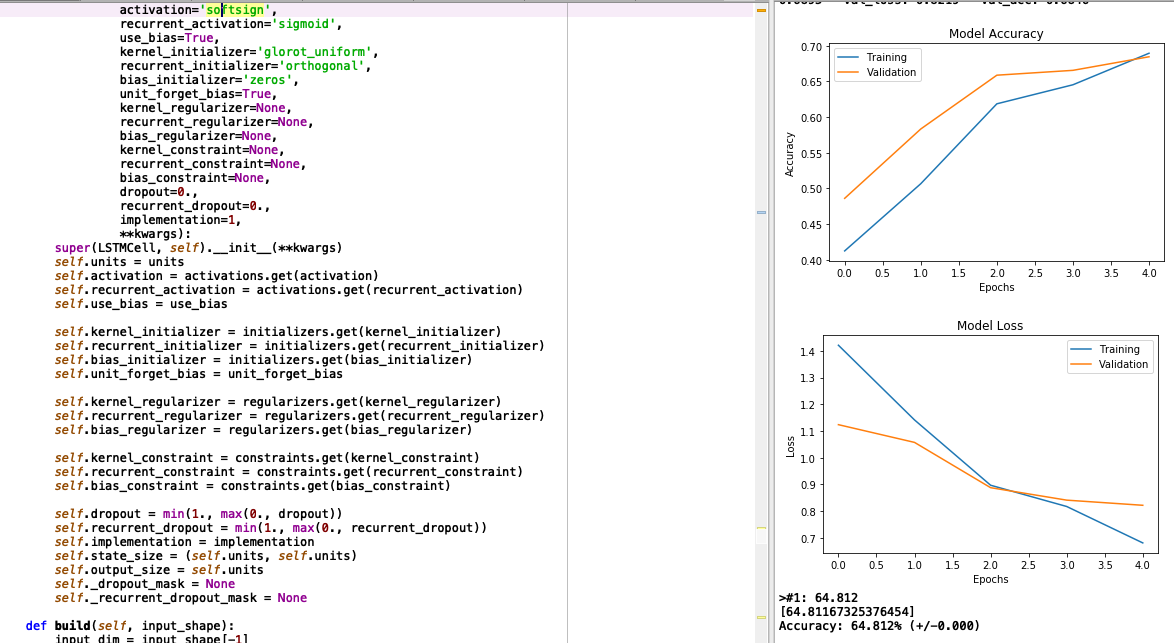 activation='softsign',
recurrent_activation='sigmoid',
use_bias=True,
kernel_initializer='glorot_uniform',
recurrent_initializer='orthogonal',
bias_initializer='zeros',
unit_forget_bias=True,
kernel_regularizer=None,
recurrent_regularizer=None,
bias_regularizer=None,
kernel_constraint=None,
recurrent_constraint=None,
bias_constraint=None,
dropout=0.,
recurrent_dropout=0.,
implementation=1,
**kwargs):
super(LSTMCell, self).__init__(**kwargs)
self.units = units
self.activation = activations.get(activation)
self.recurrent_activation = activations.get(recurrent_activation)
self.use_bias = use_bias
self.kernel_initializer = initializers.get(kernel_initializer)
self.recurrent_initializer = initializers.get(recurrent_initializer)
self.bias_initializer = initializers.get(bias_initializer)
self.unit_forget_bias = unit_forget_bias
self.kernel_regularizer = regularizers.get(kernel_regularizer)
self.recurrent_regularizer = regularizers.get(recurrent_regularizer)
self.bias_regularizer = regularizers.get(bias_regularizer)
self.kernel_constraint = constraints.get(kernel_constraint)
self.recurrent_constraint = constraints.get(recurrent_constraint)
self.bias_constraint = constraints.get(bias_constraint)
self.dropout = min(1., max(0., dropout))
self.recurrent_dropout = min(1., max(0., recurrent_dropout))
self.implementation = implementation
self.state_size = (self.units, self.units)
self.output_size = self.units
self._dropout_mask = None
self._recurrent_dropout_mask = None
def build(self, input_shape):
input_dim = input_shape[-1]
Model Accuracy
Training
Validation
0.70
0.65
0.60
0.55
0.50
0.45
0.40
Accuracy
0.0 0.5 1.0 1.5 2.0 2.5 3.0 3.5 4.0
Epochs
Model Loss
Training
Validation
1.4
1.3
1.2
1.1
1.0
0.9
0.8
0.7
Loss
0.0 0.5 1.0 1.5 2.0 2.5 3.0 3.5 4.0
Epochs
>#1: 64.812
[64.81167325376454]
Accuracy: 64.812% (+/-0.000)